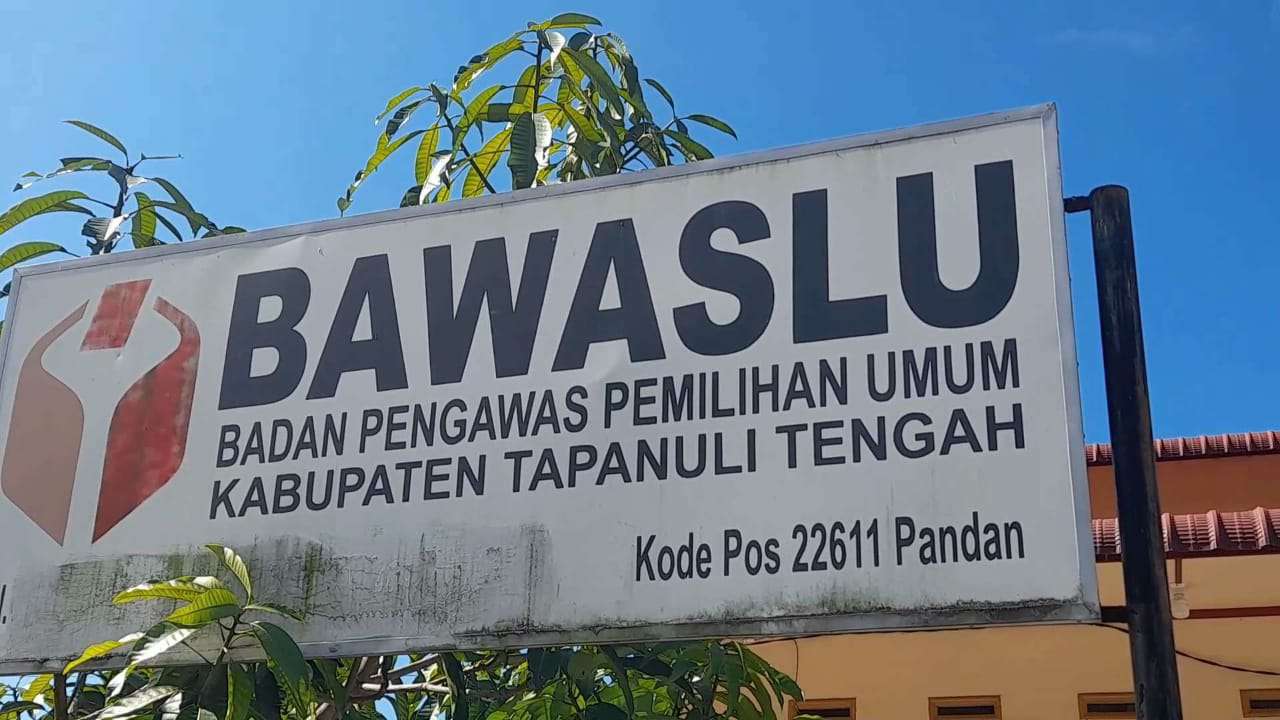 BAWASLU
BADAN PENGAWAS PEMILIHAN UMUM
KABUPATEN TAPANULI TENGAH
Kode Pos 22611 Pandan